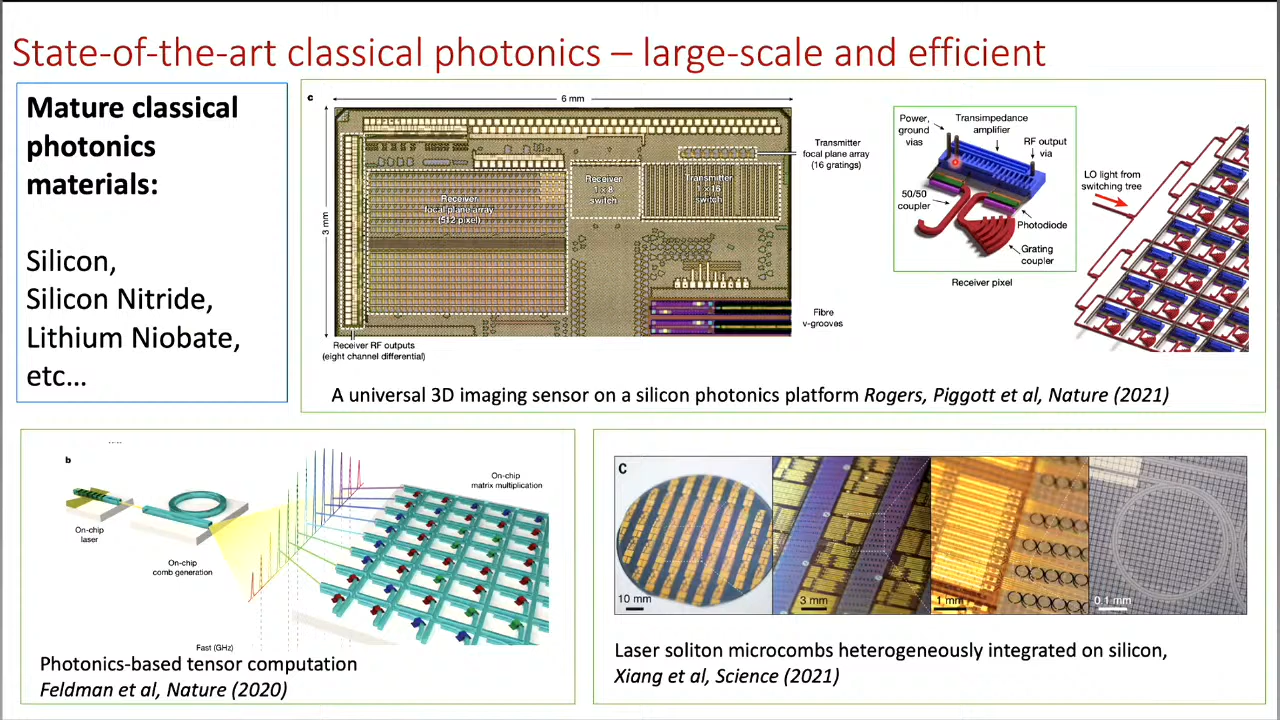 State-of-the-art classical photonics – large-scale and efficient
Mature classical
photonics
materials:
Silicon,
Silicon Nitride,
Lithium Niobate,
etc…
c
6 mm
3 mm
Receiver
focal plane array
(512 pixel)
Receiver
1 × 8
switch
Transmitter
1 × 16
switch
Transmitter
focal plane array
(16 gratings)
Fibre
v-grooves
Receiver RF outputs
(eight channel differential)
Power,
ground
vias
Transimpedance
amplifier
RF output
via
50/50
coupler
Photodiode
Grating
coupler
Receiver pixel
LO light from
switching tree
A universal 3D imaging sensor on a silicon photonics platform Rogers, Piggott et al, Nature (2021)
b
On-chip
laser
On-chip
comb generation
On-chip
matrix multiplication
Fast (GHz)
Photonics-based tensor computation
Feldman et al, Nature (2020)
C
10 mm
3 mm
1 mm
0.1 mm
Laser soliton microcombs heterogeneously integrated on silicon,
Xiang et al, Science (2021)